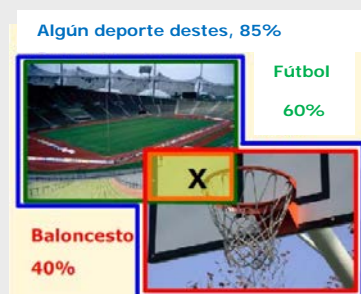 Algún deporte destes, 85%
Fútbol
60%
X
Baloncesto
40%